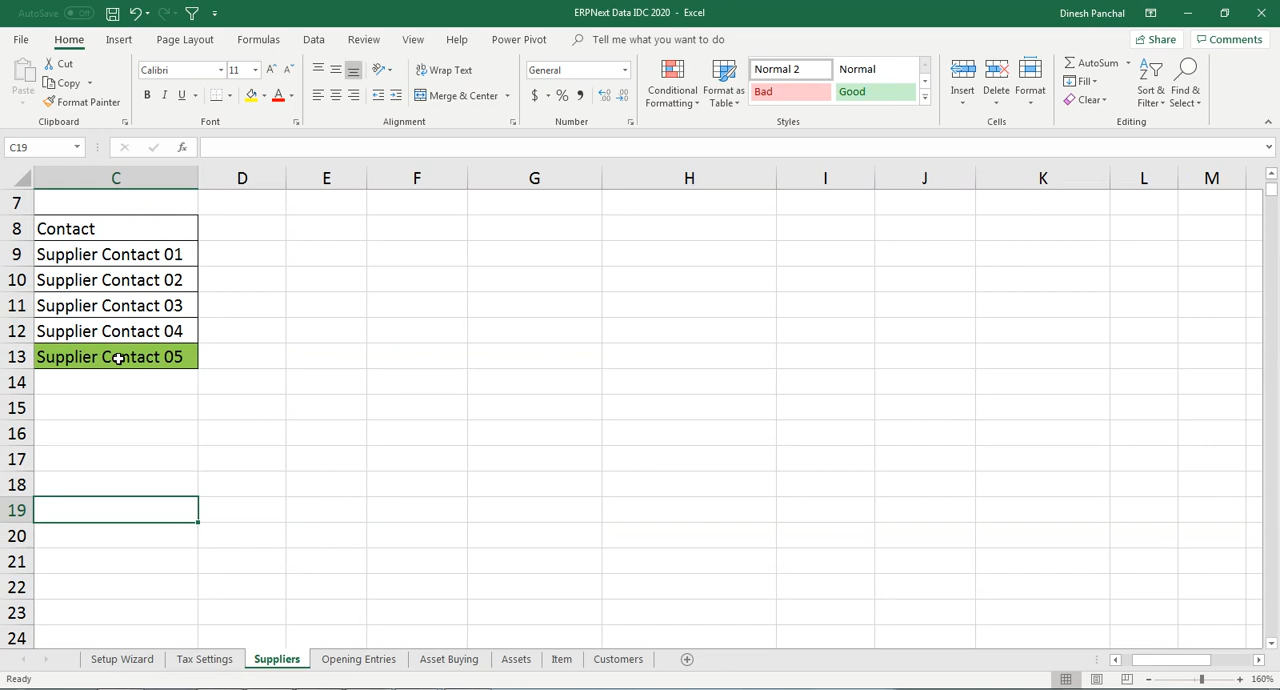 AutoSave Off
ERPNext Data IDC 2020 - Excel
Dinesh Panchal
File Home Insert Page Layout Formulas Data Review View Help Power Pivot Tell me what you want to do Share Comments
Paste Cut
Copy
Format Painter
Clipboard
Calibri 11
B I U
Font
Wrap Text
Merge & Center
Alignment
General
$ % ,
Number
Conditional Formatting
Format as Table
Normal 2 Normal
Bad Good
Styles
Insert Delete Format
Cells
AutoSum
Fill
Clear
Sort & Filter
Find & Select
Editing
C19 fx
C D E F G H I J K L M
7
8 Contact
9 Supplier Contact 01
10 Supplier Contact 02
11 Supplier Contact 03
12 Supplier Contact 04
13 Supplier Contact 05
14
15
16
17
18
19
20
21
22
23
24
Setup Wizard Tax Settings Suppliers Opening Entries Asset Buying Assets Item Customers
Ready 160%